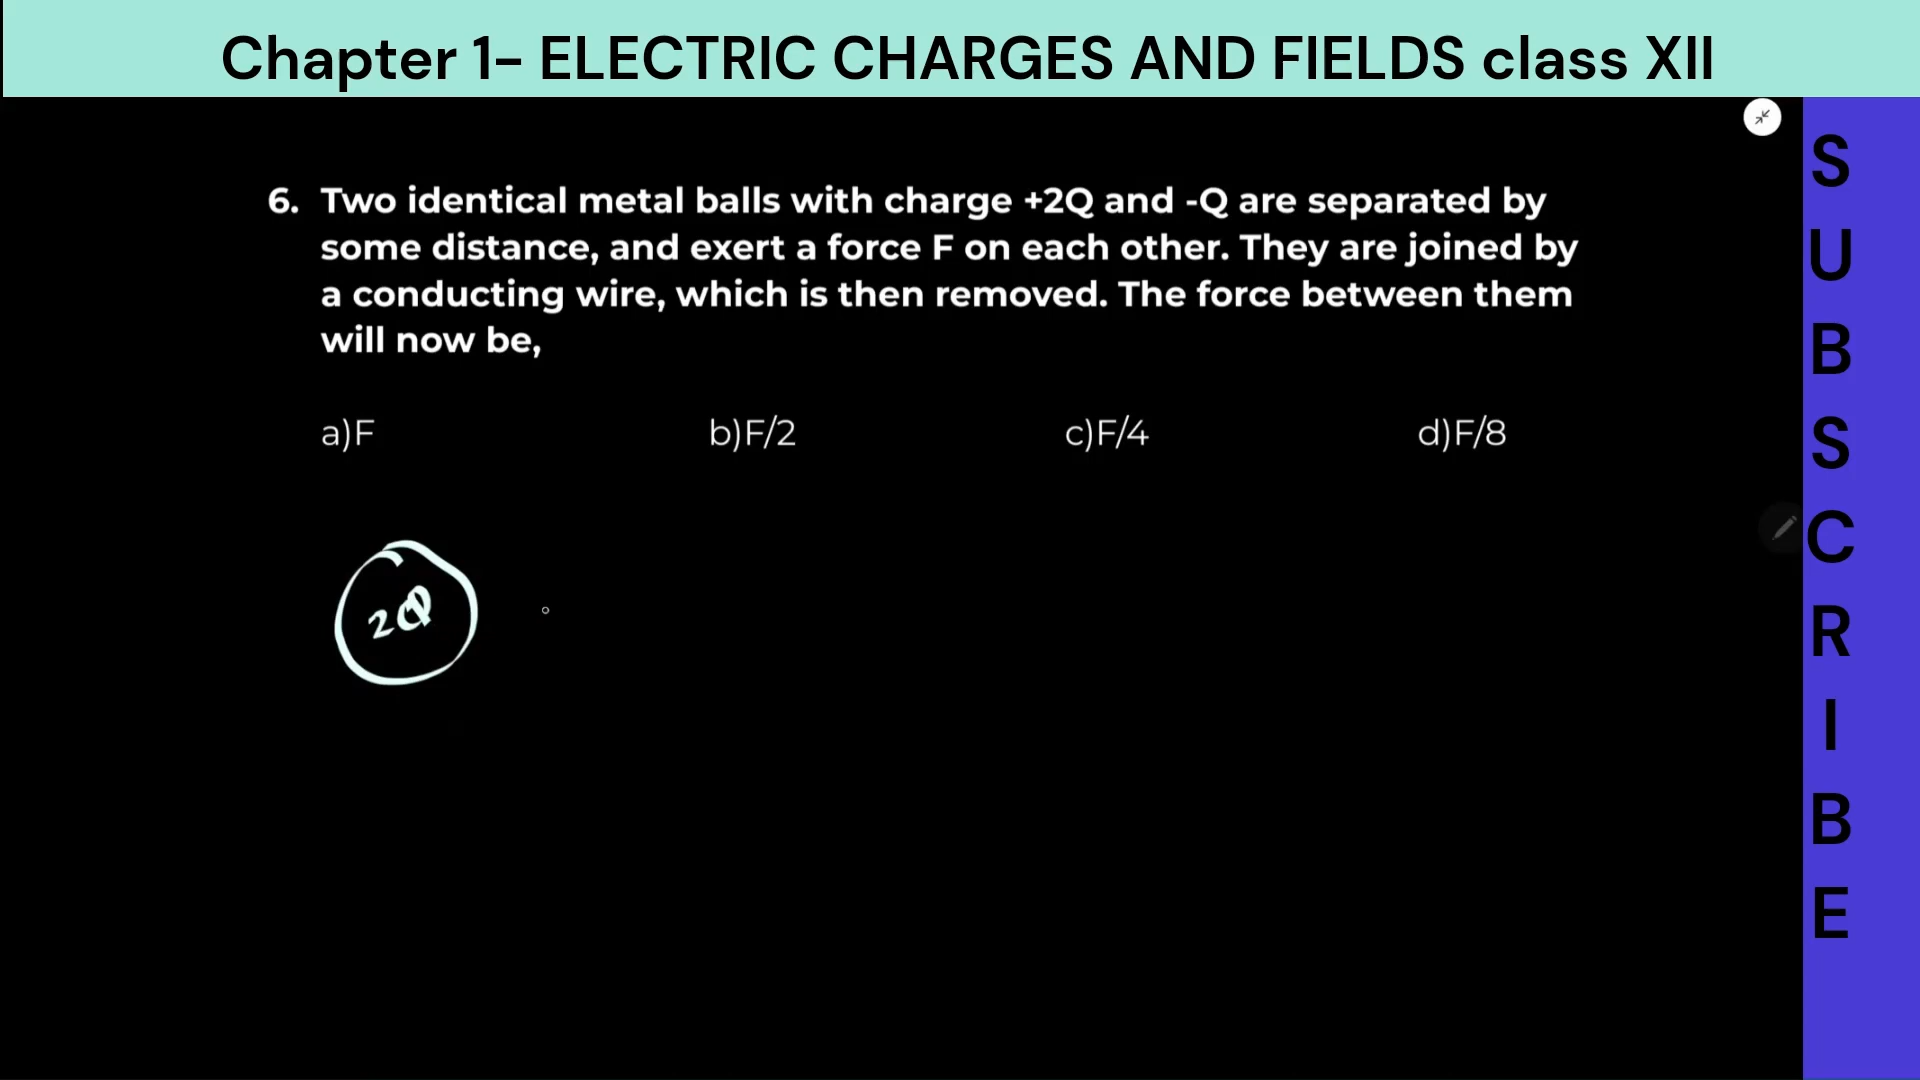 Chapter 1- ELECTRIC CHARGES AND FIELDS class XII
6. Two identical metal balls with charge +2Q and -Q are separated by
some distance, and exert a force F on each other. They are joined by
a conducting wire, which is then removed. The force between them
will now be,
a)F b)F/2 c)F/4 d)F/8
2Q
S
U
B
S
C
R
I
B
E